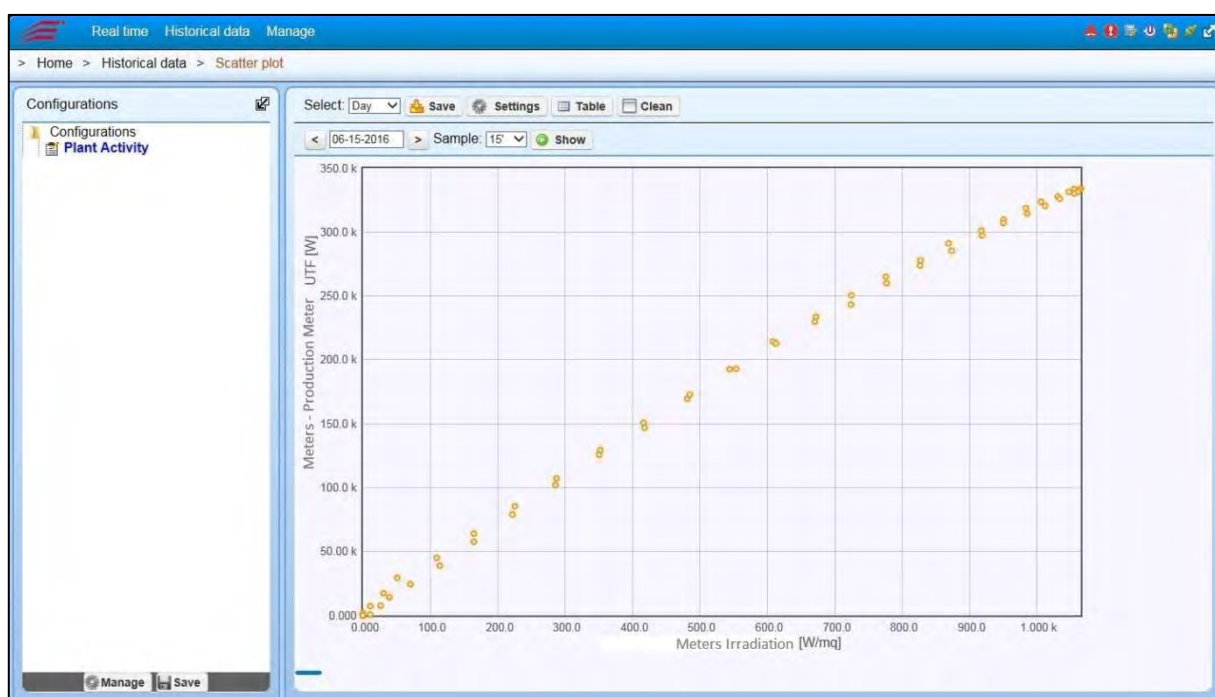 Real time Historical data Manage
> Home > Historical data > Scatter plot
Configurations
Configurations
Plant Activity
Manage Save
Select: Day Save Settings Table Clean
< 06-15-2016 > Sample: 15' Show
Meters - Production Meter UTF [W]
350.0 k
300.0 k
250.0 k
200.0 k
150.0 k
100.0 k
50.00 k
0.000
0.000 100.0 200.0 300.0 400.0 500.0 600.0 700.0 800.0 900.0 1.000 k
Meters Irradiation [W/mq]